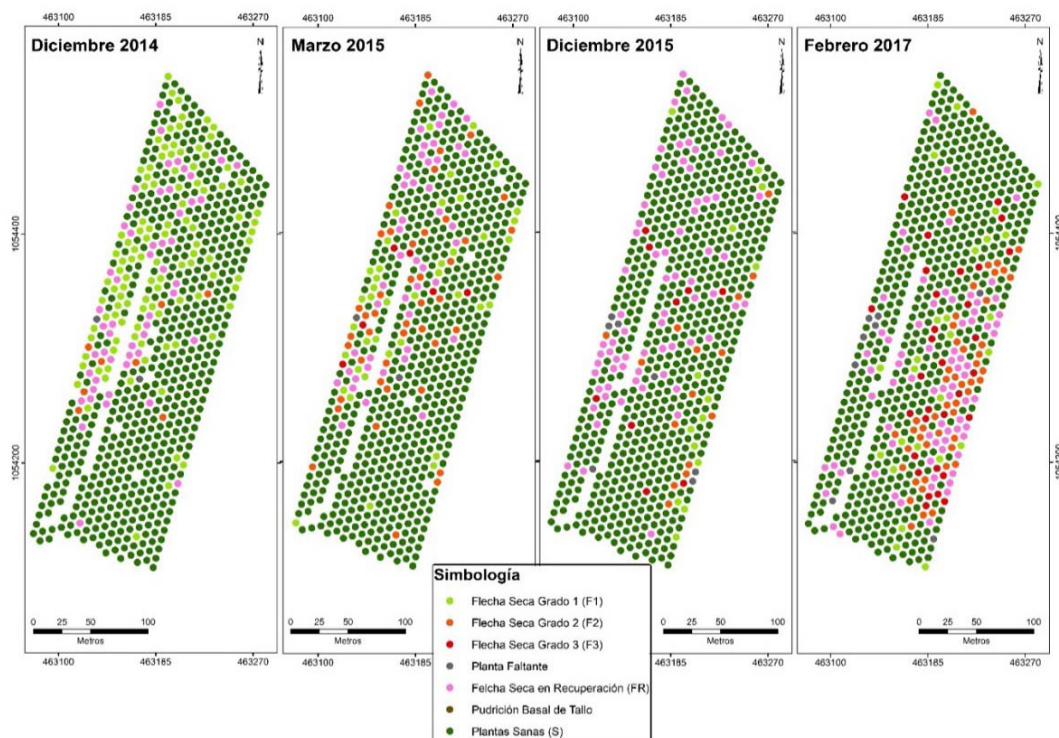 463100 463185 463270 463100 463185 463270 463100 463185 463270 463100 463185 463270
Diciembre 2014
N
Marzo 2015
N
Diciembre 2015
N
Febrero 2017
N
1054400
1054400
1054200
1054200
0 25 50 100
Metros
0 25 50 100
Metros
0 25 50 100
Metros
0 25 50 100
Metros
463100 463185 463270 463100 463185 463185 463270 463100 463185 463270
Simbología
Flecha Seca Grado 1 (F1)
Flecha Seca Grado 2 (F2)
Flecha Seca Grado 3 (F3)
Planta Faltante
Felcha Seca en Recuperación (FR)
Pudrición Basal de Tallo
Plantas Sanas (S)